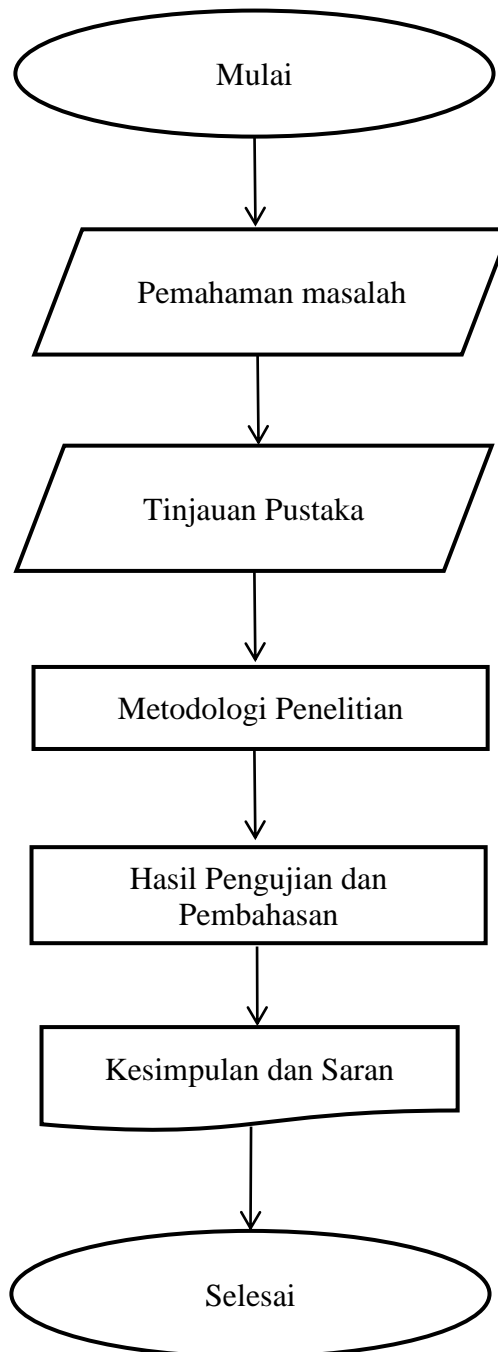 Mulai
Pemahaman masalah
Tinjauan Pustaka
Metodologi Penelitian
Hasil Pengujian dan
Pembahasan
Kesimpulan dan Saran
Selesai